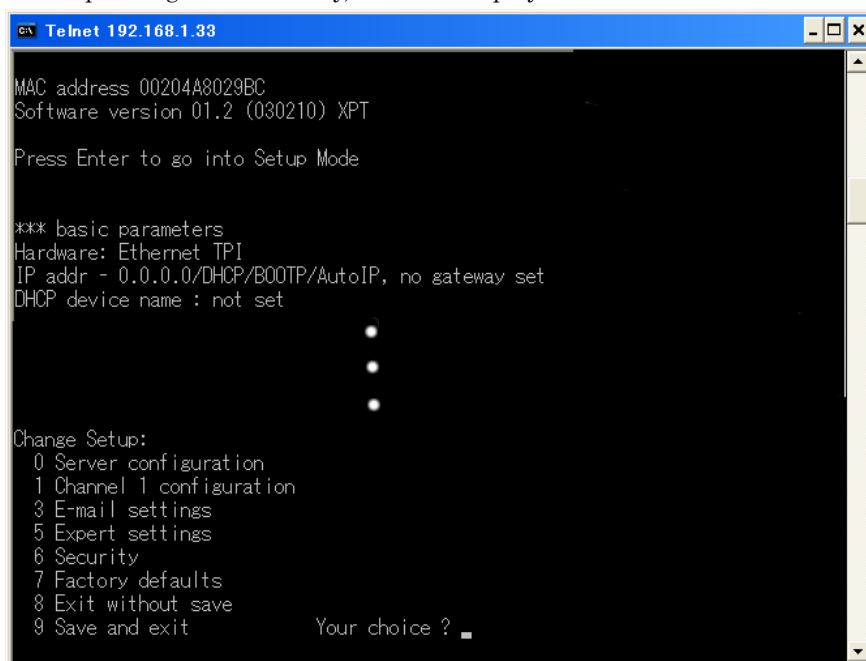 Telnet 192.168.1.33
MAC address 00204A8029BC
Software version 01.2 (030210) XPT
Press Enter to go into Setup Mode
*** basic parameters
Hardware: Ethernet TPI
IP addr - 0.0.0.0/DHCP/BOOTP/AutoIP, no gateway set
DHCP device name : not set
Change Setup:
0 Server configuration
1 Channel 1 configuration
3 E-mail settings
5 Expert settings
6 Security
7 Factory defaults
8 Exit without save
9 Save and exit Your choice ?